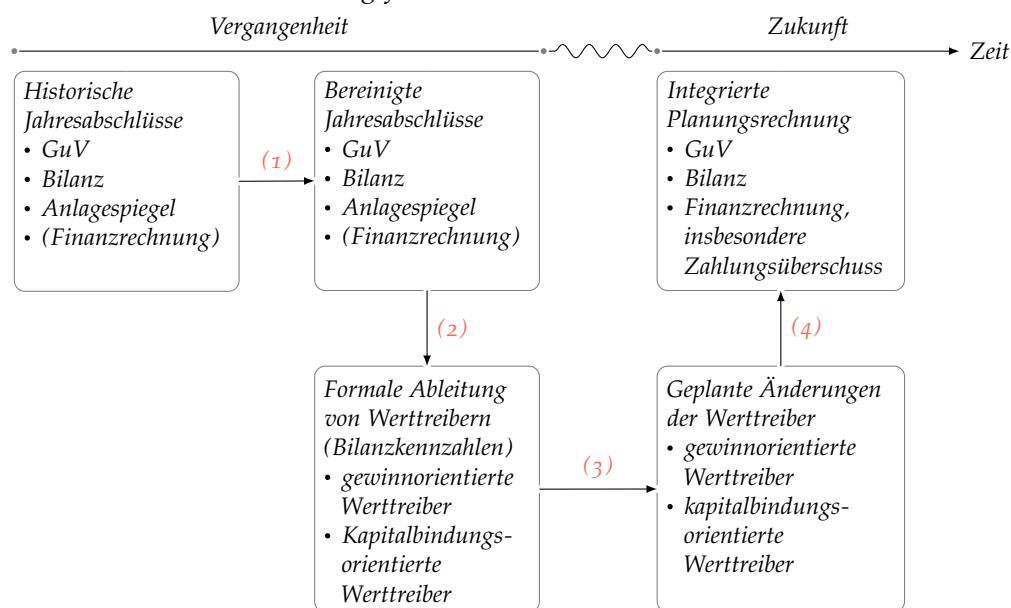 Vergangenheit
Zukunft
Zeit
Historische
Jahresabschlüsse
• GuV
• Bilanz
• Anlagespiegel
• (Finanzrechnung)
(1)
Bereinigte
Jahresabschlüsse
• GuV
• Bilanz
• Anlagespiegel
• (Finanzrechnung)
Integrierte
Planungsrechnung
• GuV
• Bilanz
• Finanzrechnung,
insbesondere
Zahlungsüberschuss
(2)
(4)
Formale Ableitung
von Werttreibern
(Bilanzkennzahlen)
• gewinnorientierte
Werttreiber
• Kapitalbindungs-
orientierte
Werttreiber
(3)
Geplante Änderungen
der Werttreiber
• gewinnorientierte
Werttreiber
• kapitalbindungs-
orientierte
Werttreiber